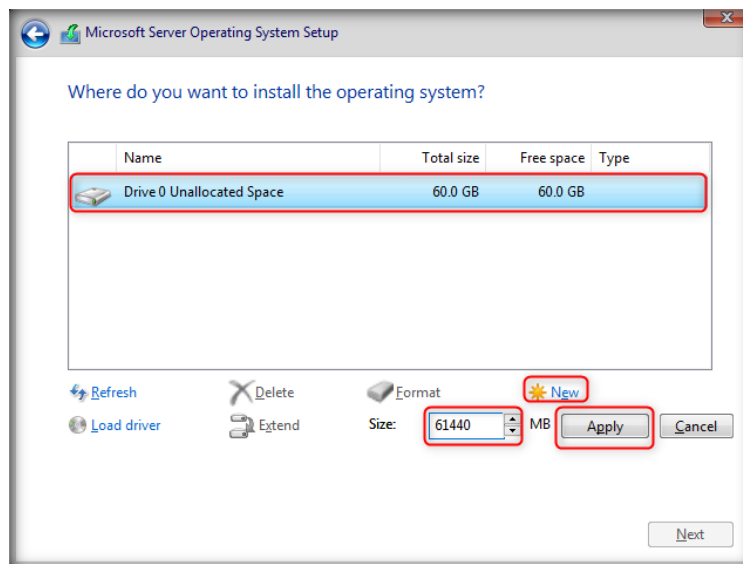 Microsoft Server Operating System Setup
Where do you want to install the operating system?
Name Total size Free space Type
Drive 0 Unallocated Space 60.0 GB 60.0 GB
Refresh Delete Format New
Load driver Extend Size: 61440 MB Apply Cancel
Next